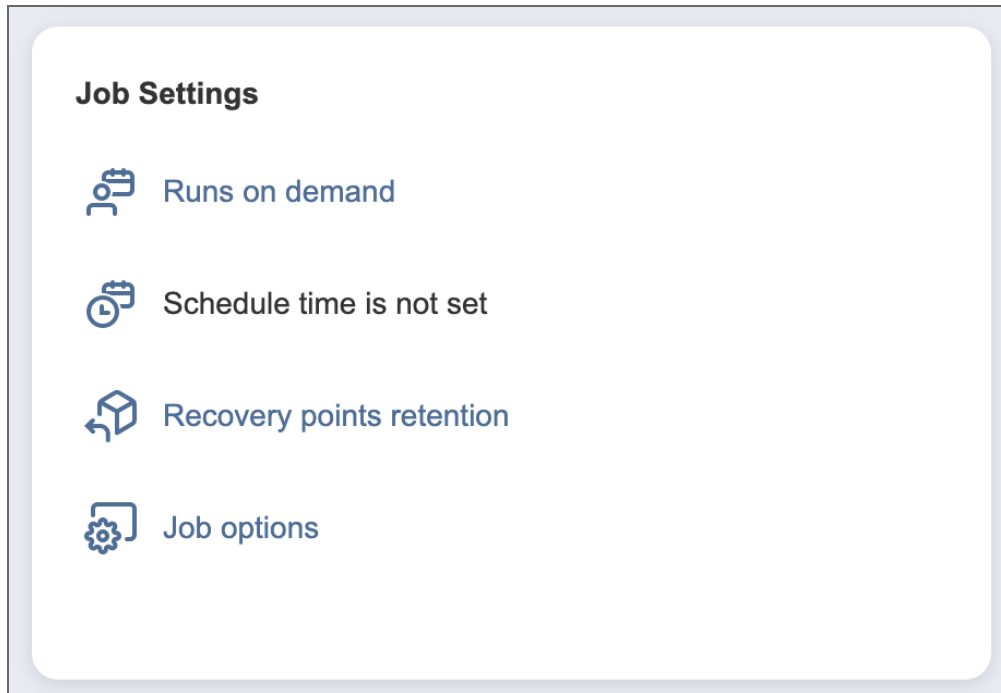 Job Settings
Runs on demand
Schedule time is not set
Recovery points retention
Job options